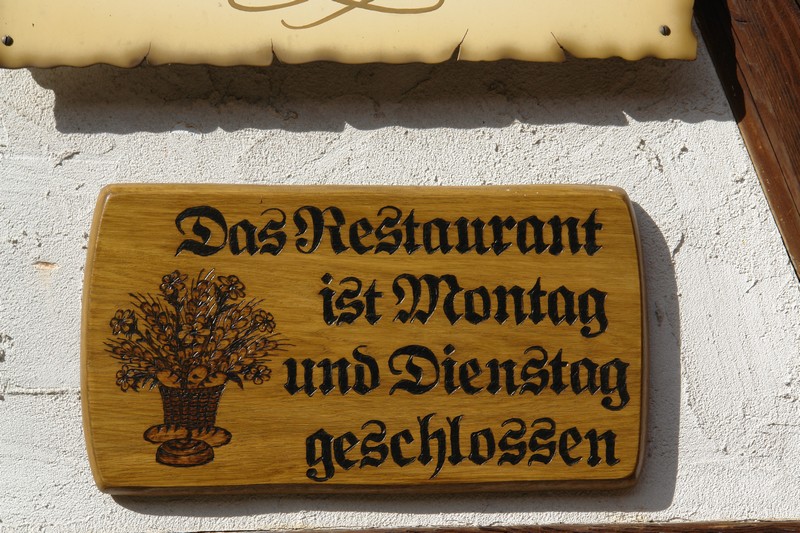 Das Restaurant
ist Montag
und Dienstag
geschlossen